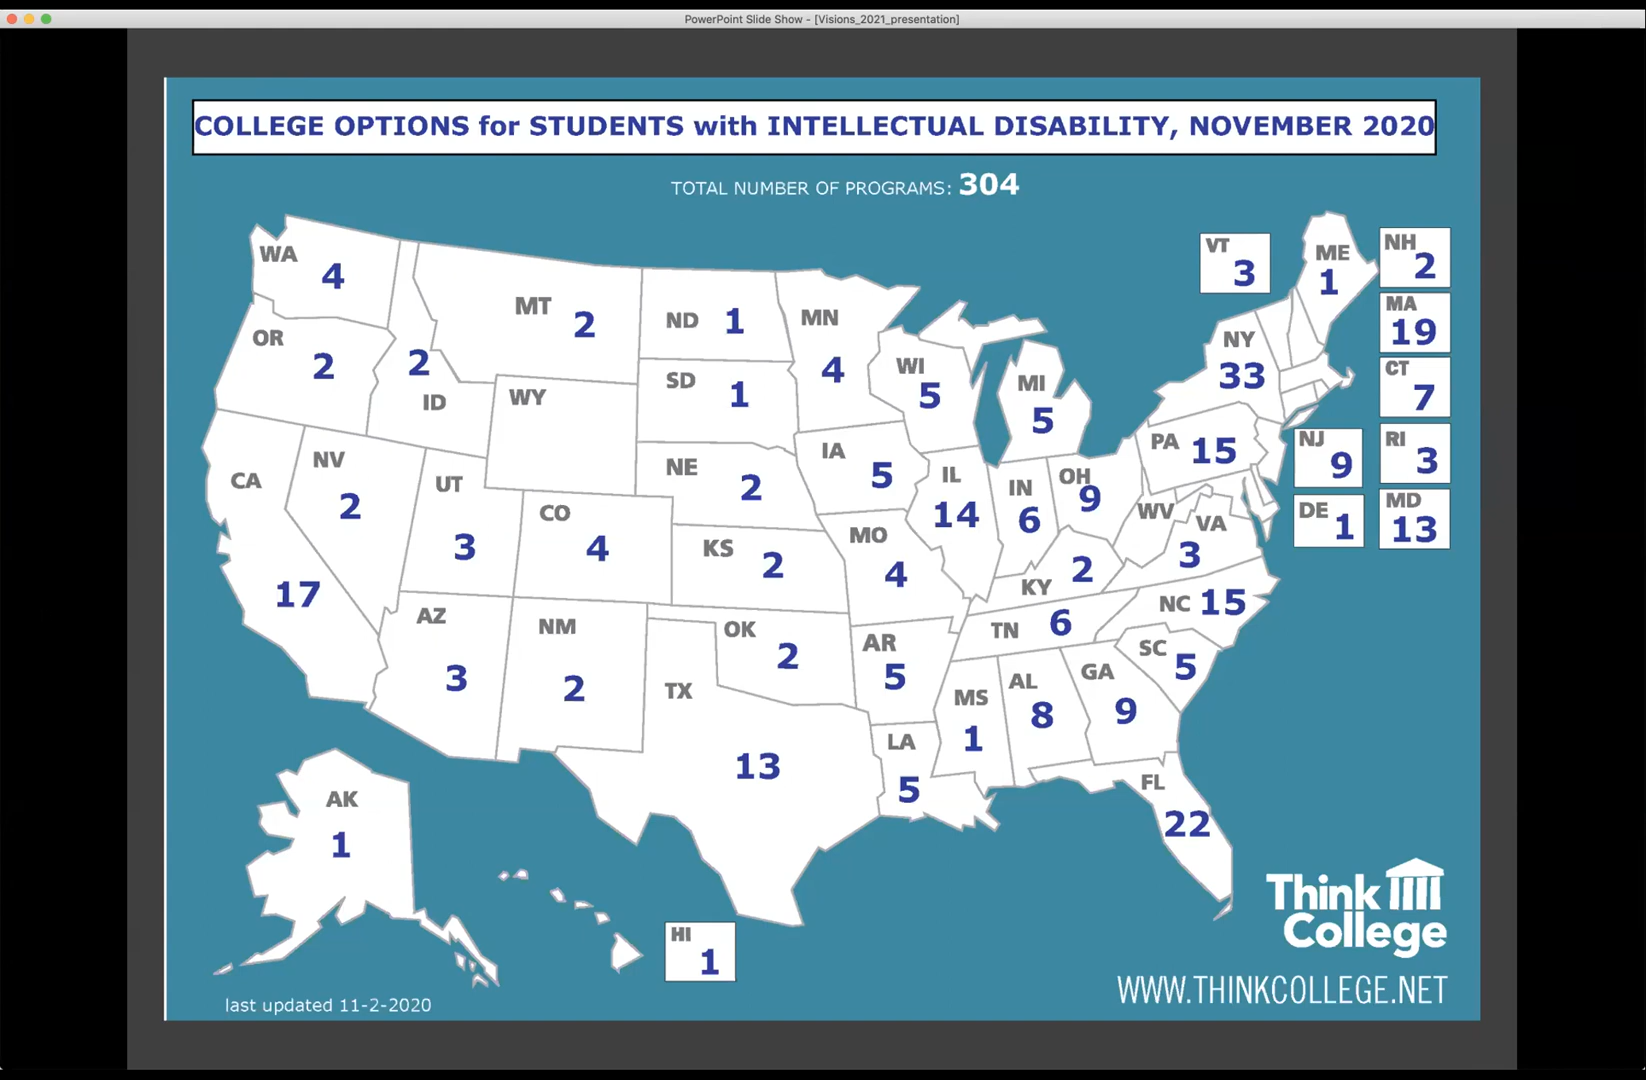 PowerPoint Slide Show - [Visions_2021_presentation]
COLLEGE OPTIONS for STUDENTS with INTELLECTUAL DISABILITY, NOVEMBER 2020
TOTAL NUMBER OF PROGRAMS: 304
WA
4
OR
2
2
ID
MT
2
WY
ND 1
SD
1
NE
2
KS
2
MN
4
IA
5
MO
4
WI
5
MI
5
IL
14
IN
6
OH
9
KY
2
WV
VA
3
PA 15
NY
33
VT
3
ME
1
NH
2
MA
19
CT
7
RI
3
NJ
9
DE
1
MD
13
CA
17
NV
2
UT
3
CO
4
AZ
3
NM
2
OK
2
TX
13
AR
5
LA
5
MS
1
AL
8
GA
9
TN 6
NC 15
SC
5
FL
22
AK
1
HI
1
Think
College
WWW.THINKCOLLEGE.NET
last updated 11-2-2020